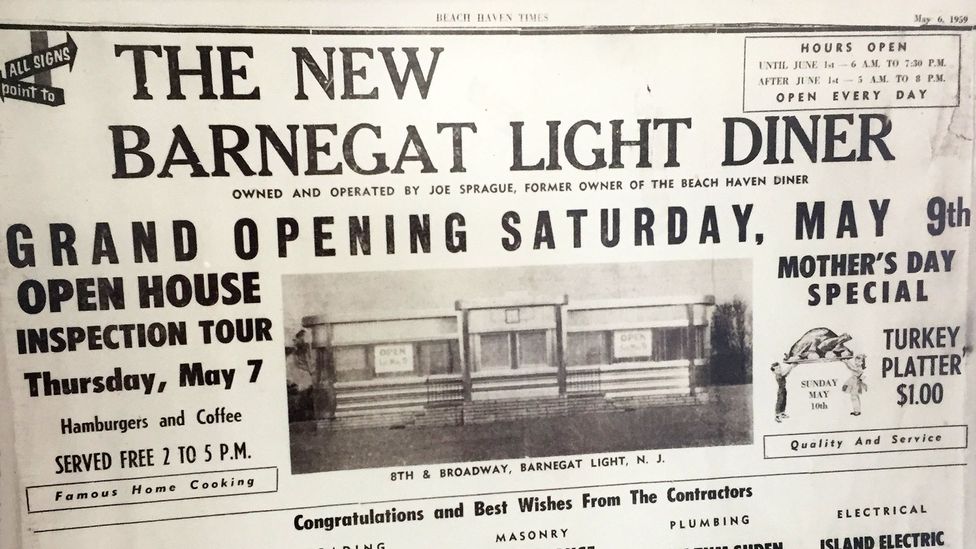 BEACH HAVEN TIMES
May 6, 1959
ALL SIGNS
point to
THE NEW
BARNEGAT LIGHT DINER
HOURS OPEN
UNTIL JUNE 1st — 6 A.M. TO 7:30 P.M.
AFTER JUNE 1st — 5 A.M. TO 8 P.M.
OPEN EVERY DAY
OWNED AND OPERATED BY JOE SPRAGUE, FORMER OWNER OF THE BEACH HAVEN DINER
GRAND OPENING SATURDAY, MAY 9th
OPEN HOUSE
INSPECTION TOUR
Thursday, May 7
Hamburgers and Coffee
SERVED FREE 2 TO 5 P.M.
Famous Home Cooking
OPEN
OPEN
8TH & BROADWAY, BARNEGAT LIGHT, N. J.
MOTHER'S DAY
SPECIAL
TURKEY
PLATTER
$1.00
SUNDAY
MAY
10th
Quality And Service
Congratulations and Best Wishes From The Contractors
MASONRY
PLUMBING
ELECTRICAL
ISLAND ELECTRIC